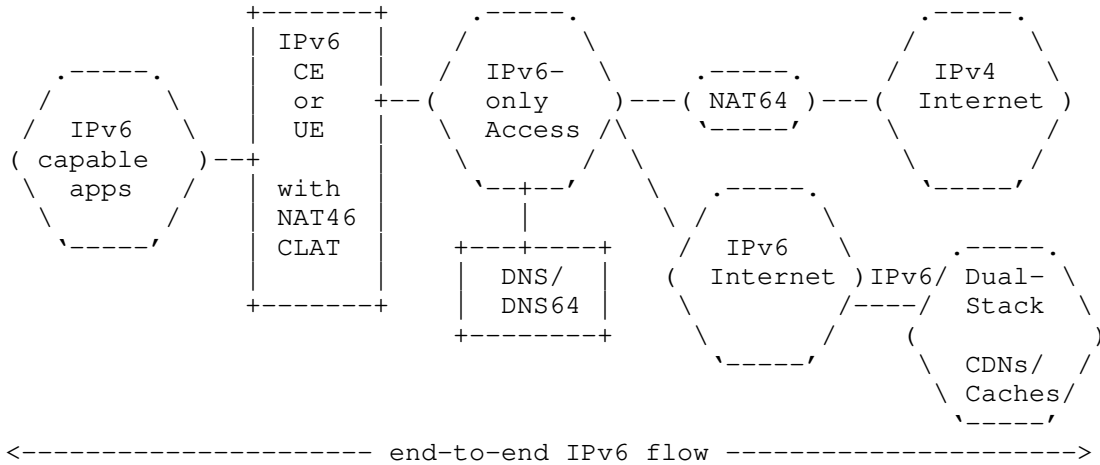 IPv6
CE
or
UE
with
NAT46
CLAT
IPv6
capable
apps
IPv6-
only
Access
NAT64
IPv4
Internet
DNS/
DNS64
IPv6
Internet
IPv6
Dual-
Stack
CDNs/
Caches
<---------------------- end-to-end IPv6 flow ---------------------->